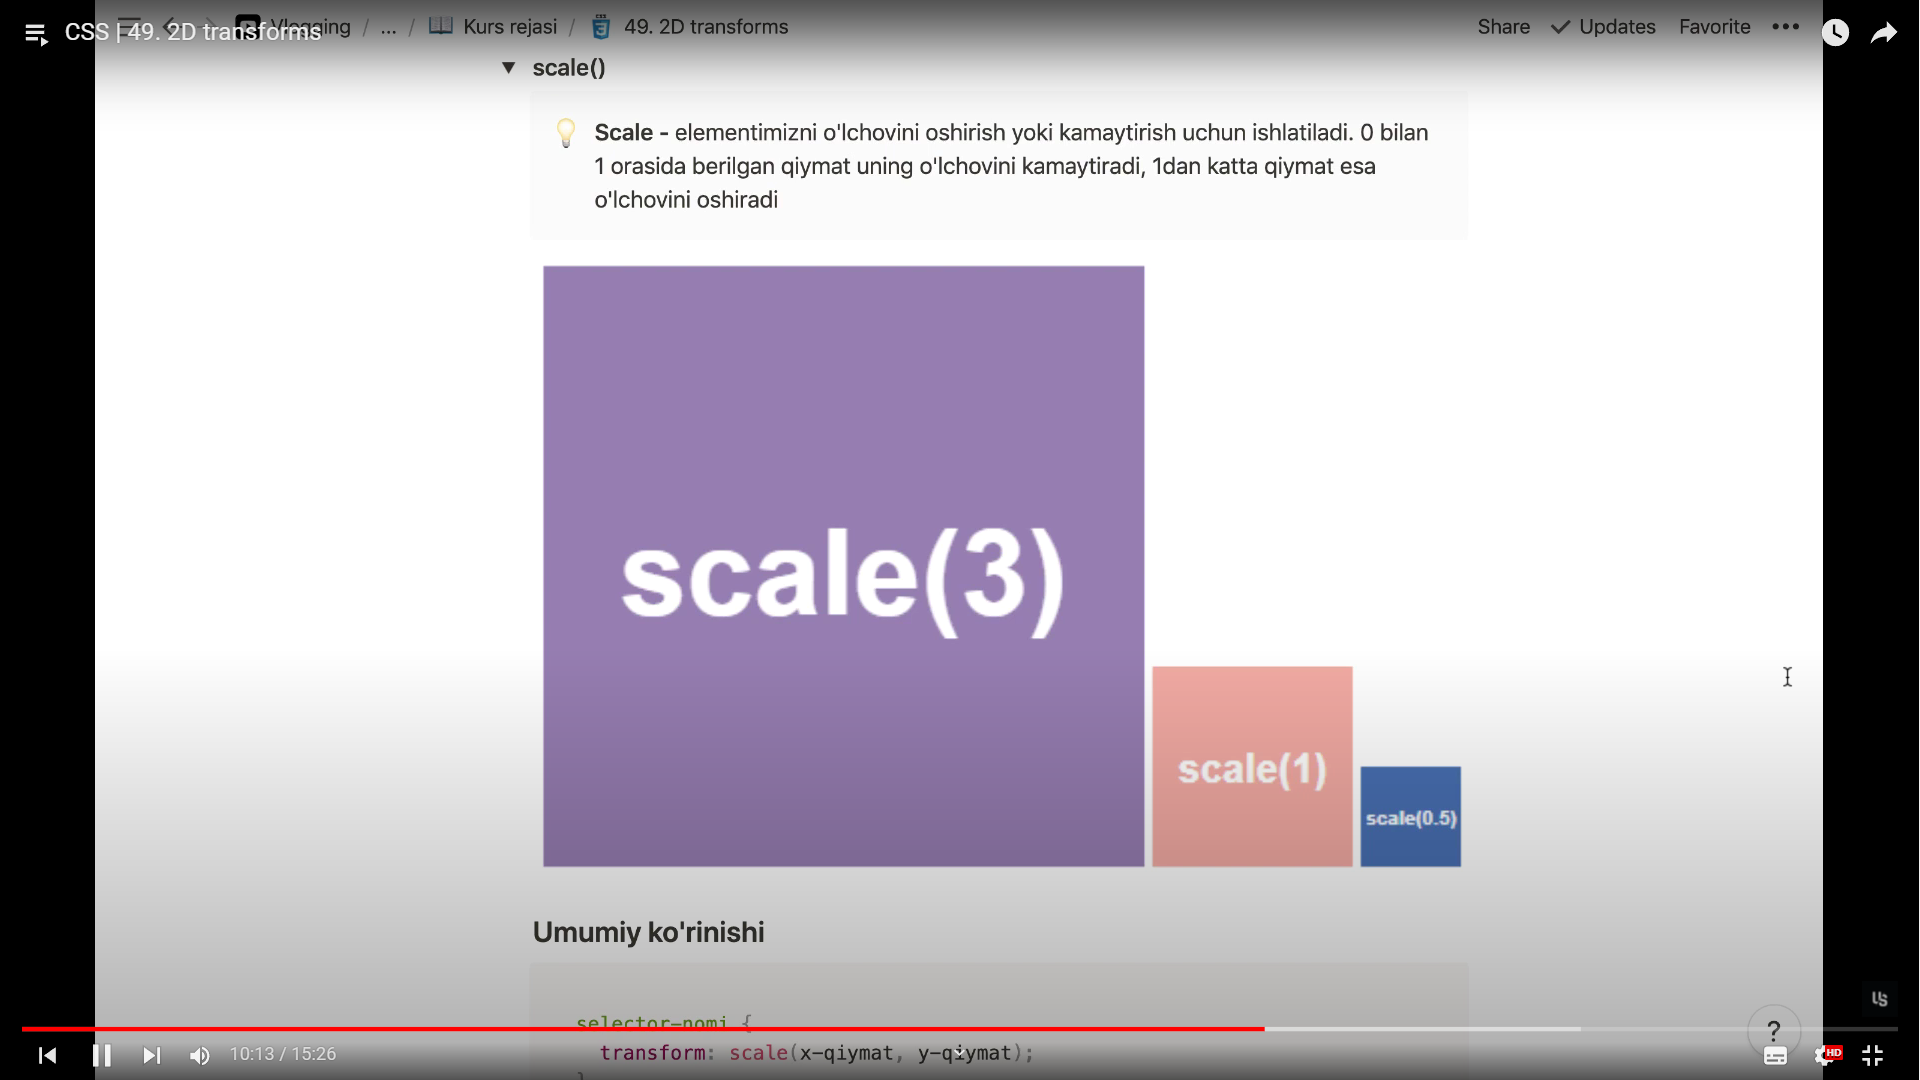 CSS | 49. 2D transforms
Vlogging / ... / Kurs rejasi / 49. 2D transforms
Share Updates Favorite
scale()
Scale - elementimizni o'lchovini oshirish yoki kamaytirish uchun ishlatiladi. 0 bilan
1 orasida berilgan qiymat uning o'lchovini kamaytiradi, 1dan katta qiymat esa
o'lchovini oshiradi
scale(3)
scale(1)
scale(0.5)
Umumiy ko'rinishi
selector-nomi {
transform: scale(x-qiymat, y-qiymat);
}
?
10:13 / 15:26
HD